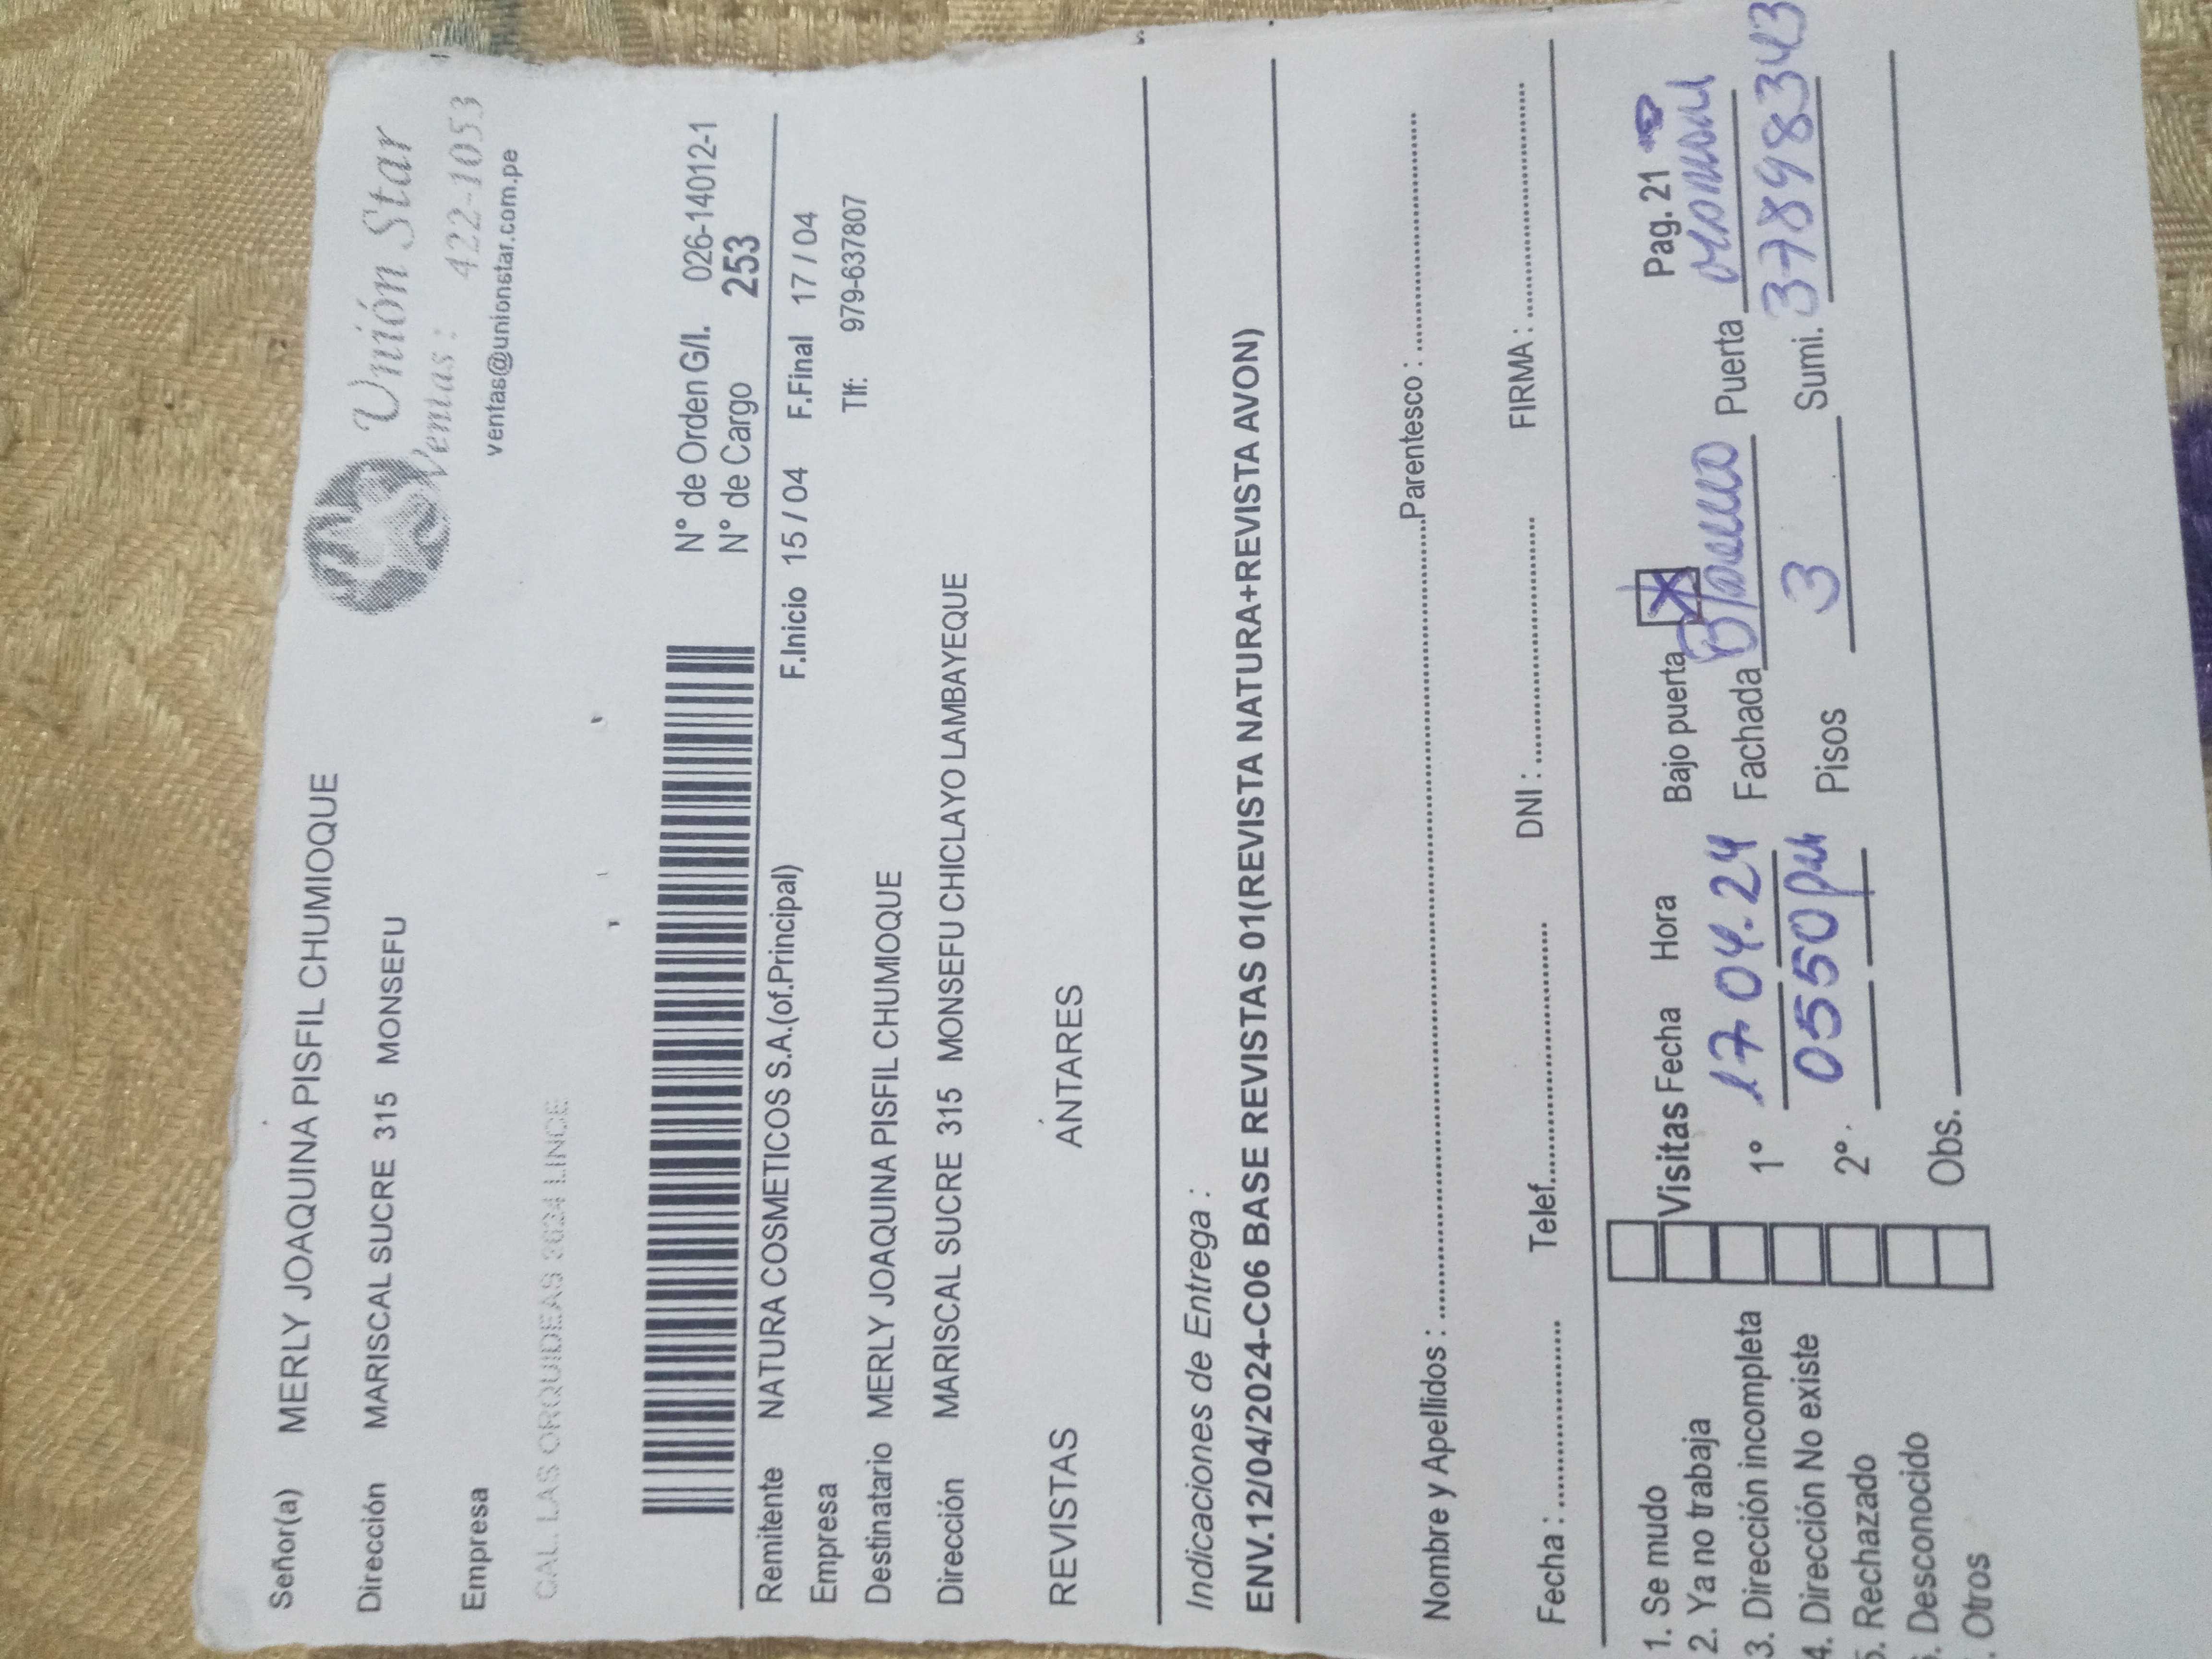 Señor(a) MERLY JOAQUINA PISFIL CHUMIOQUE
Unión Star
Dirección MARISCAL SUCRE 315 MONSEFU
Ventas: 422-1053
Empresa
ventas@unionstar.com.pe
CAL. LAS ORQUIDEAS 2624 LINCE
N° de Orden G/I. 026-14012-1
N° de Cargo 253
Remitente NATURA COSMETICOS S.A.(of.Principal) F.Inicio 15 / 04 F.Final 17 / 04
Empresa Tlf: 979-637807
Destinatario MERLY JOAQUINA PISFIL CHUMIOQUE
Dirección MARISCAL SUCRE 315 MONSEFU CHICLAYO LAMBAYEQUE
REVISTAS ANTARES
Indicaciones de Entrega :
ENV.12/04/2024-C06 BASE REVISTAS 01(REVISTA NATURA+REVISTA AVON)
Nombre y Apellidos : Parentesco :
Fecha : Telef. DNI : FIRMA :
1. Se mudo
2. Ya no trabaja
3. Dirección incompleta
4. Dirección No existe
5. Rechazado
. Desconocido
. Otros
Visitas Fecha Hora Bajo puerta X Pag. 21
1° 17 04.24 Fachada Blanco Puerta marron
0550pm
2° Pisos 3 Sumi. 37898343
Obs.